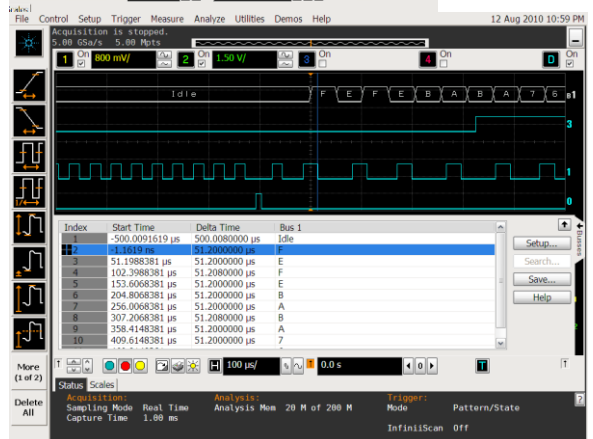 Scales
File Control Setup Trigger Measure Analyze Utilities Demos Help 12 Aug 2010 10:59 PM
Acquisition is stopped.
5.00 GSa/s 5.00 Mpts
1 On 800 mV/ 2 On 1.50 V/ 3 On 4 On D On
Idle F E F E B A B A 7 6 B1
3
1
0
Index Start Time Delta Time Bus 1
1 -500.0091619 µs 500.0080000 µs Idle
2 -1.1619 ns 51.2000000 µs F
3 51.1988381 µs 51.2000000 µs E
4 102.3988381 µs 51.2080000 µs F
5 153.6068381 µs 51.2000000 µs E
6 204.8068381 µs 51.2000000 µs B
7 256.0068381 µs 51.2000000 µs A
8 307.2068381 µs 51.2080000 µs B
9 358.4148381 µs 51.2000000 µs A
10 409.6148381 µs 51.2000000 µs 7
Setup...
Search...
Save...
Help
Busses
More
(1 of 2)
Delete
All
H 100 µs/ 0.0 s 0 T
Status Scales
Acquisition: Analysis: Trigger:
Sampling Mode Real Time Analysis Mem 20 M of 200 M Mode Pattern/State
Capture Time 1.00 ms
InfiniiScan Off
?